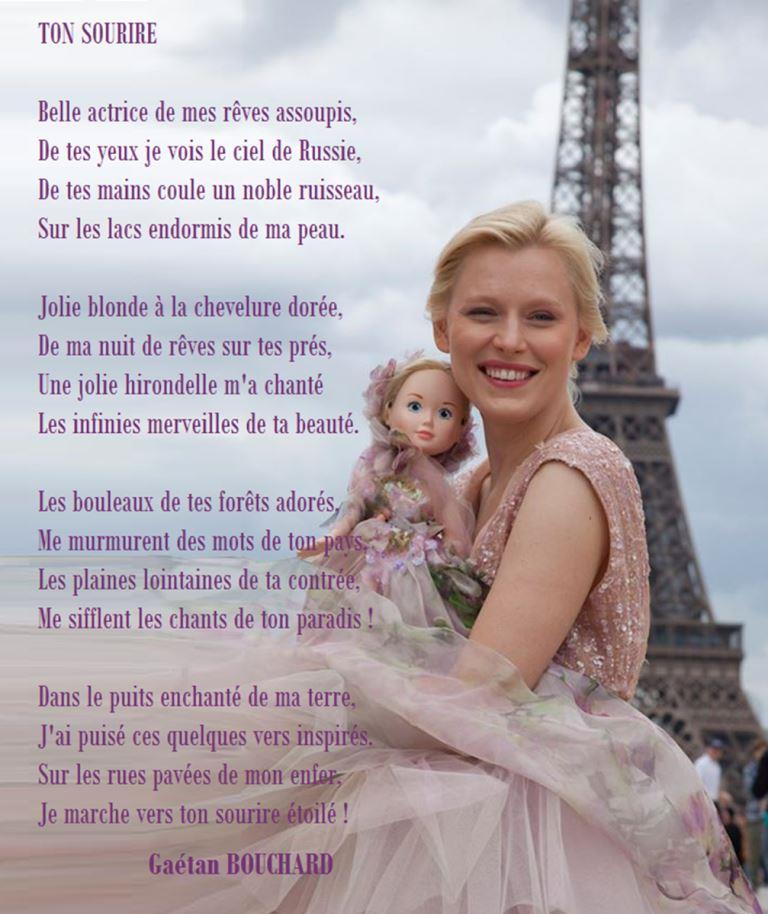 TON SOURIRE
Belle actrice de mes rêves assoupis,
De tes yeux je vois le ciel de Russie,
De tes mains coule un noble ruisseau,
Sur les lacs endormis de ma peau.
Jolie blonde à la chevelure dorée,
De ma nuit de rêves sur tes prés,
Une jolie hirondelle m'a chanté
Les infinies merveilles de ta beauté.
Les bouleaux de tes forêts adorés,
Me murmurent des mots de ton pays,
Les plaines lointaines de ta contrée,
Me sifflent les chants de ton paradis !
Dans le puits enchanté de ma terre,
J'ai puisé ces quelques vers inspirés.
Sur les rues pavées de mon enfer,
Je marche vers ton sourire étoilé !
Gaétan BOUCHARD